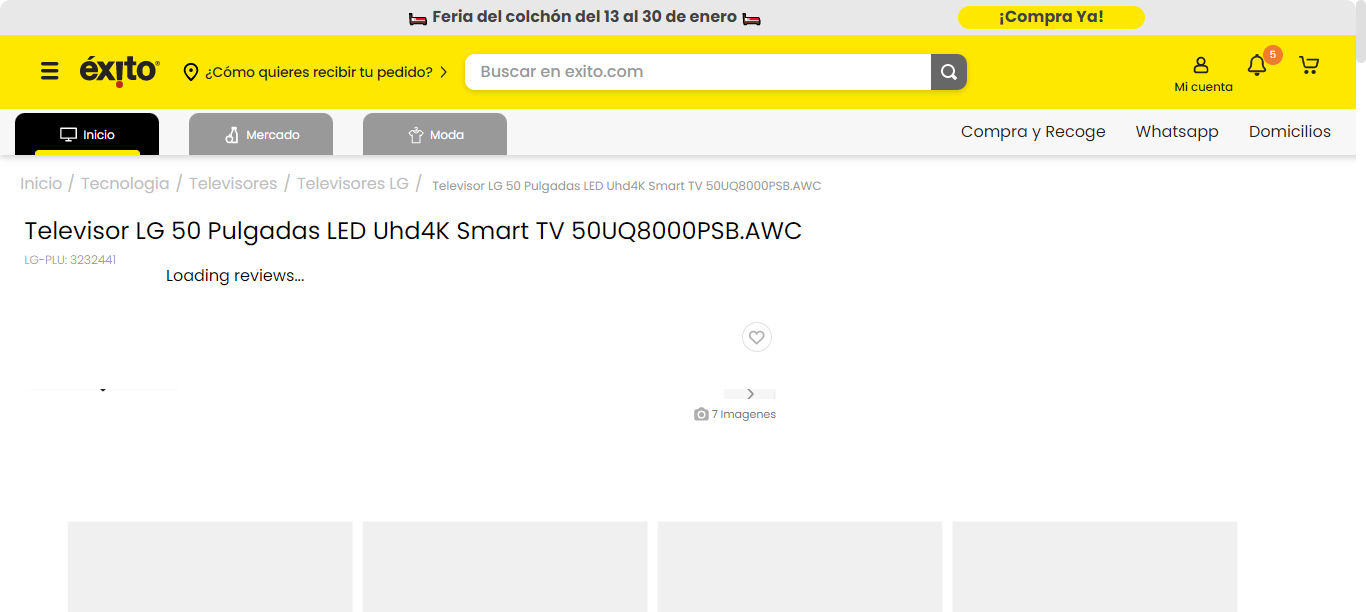 Feria del colchón del 13 al 30 de enero
¡Compra Ya!
éxito
¿Cómo quieres recibir tu pedido?
Buscar en exito.com
Mi cuenta
5
Inicio
Mercado
Moda
Compra y Recoge
Whatsapp
Domicilios
Inicio / Tecnologia / Televisores / Televisores LG / Televisor LG 50 Pulgadas LED Uhd4K Smart TV 50UQ8000PSB.AWC
Televisor LG 50 Pulgadas LED Uhd4K Smart TV 50UQ8000PSB.AWC
LG-PLU: 3232441
Loading reviews...
7 Imagenes